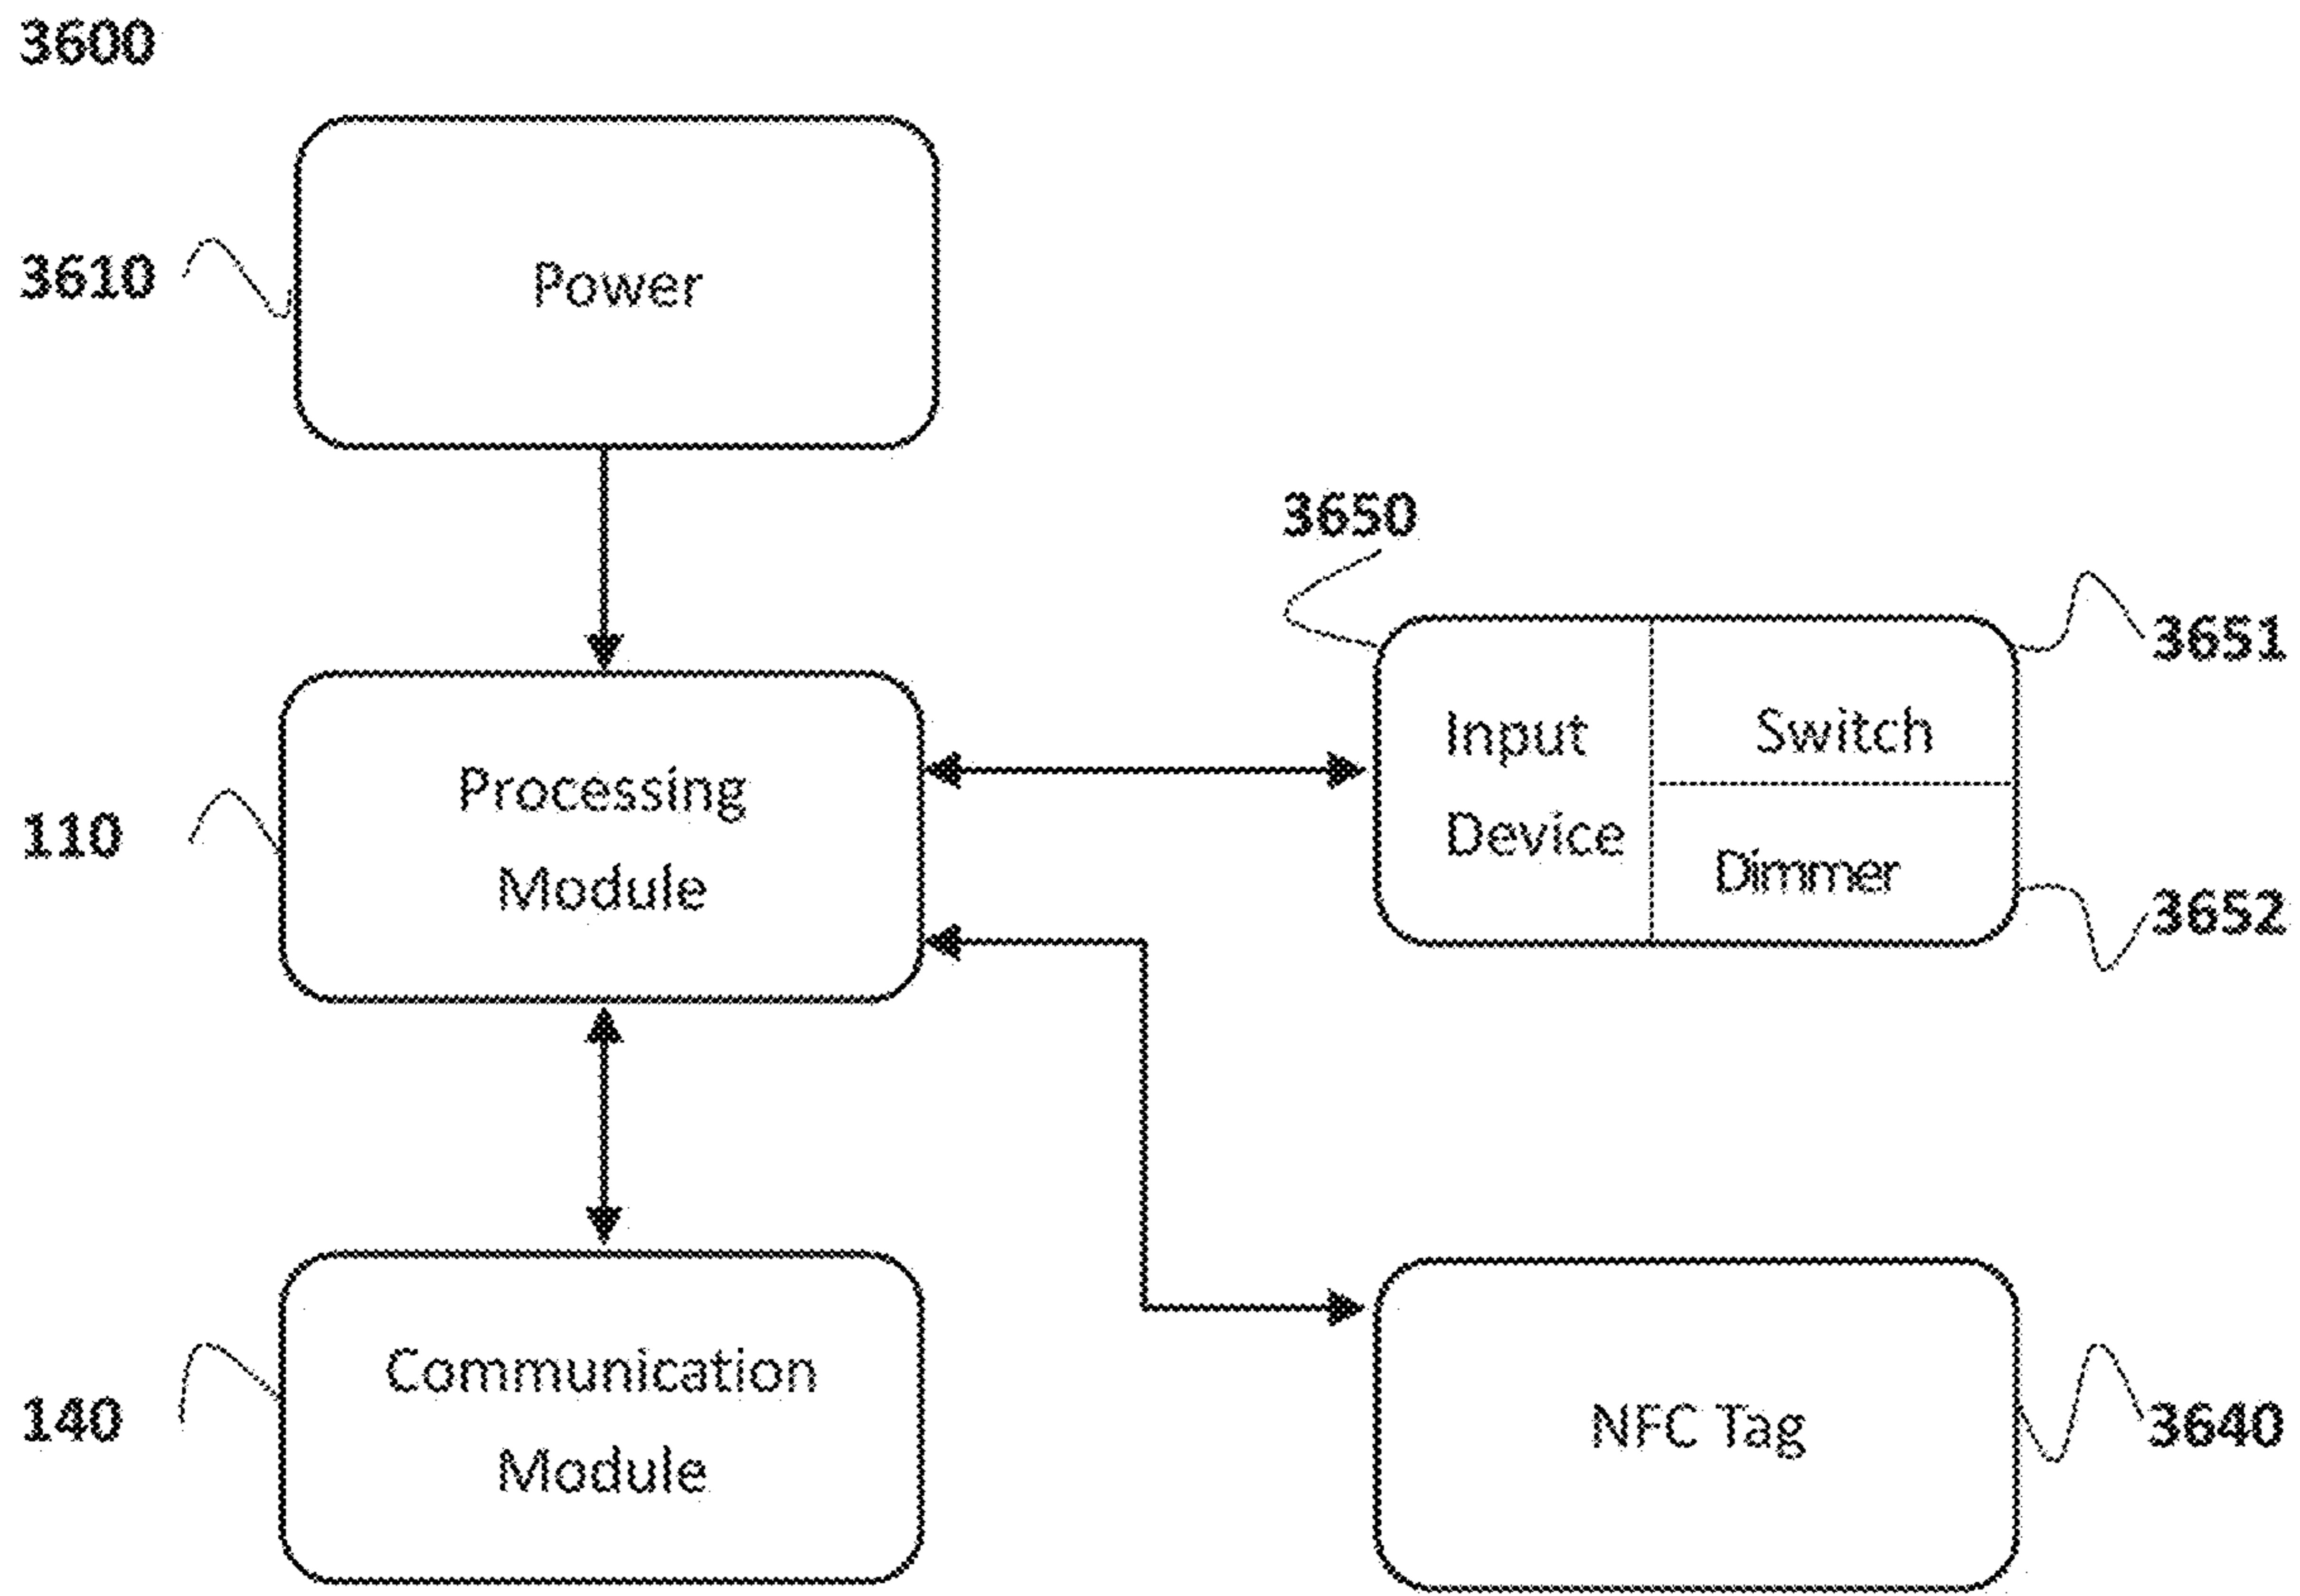 3600
3610
Power
3650
3651
Input
Device
Switch
Dimmer
3652
110
Processing
Module
140
Communication
Module
NFC Tag
3640